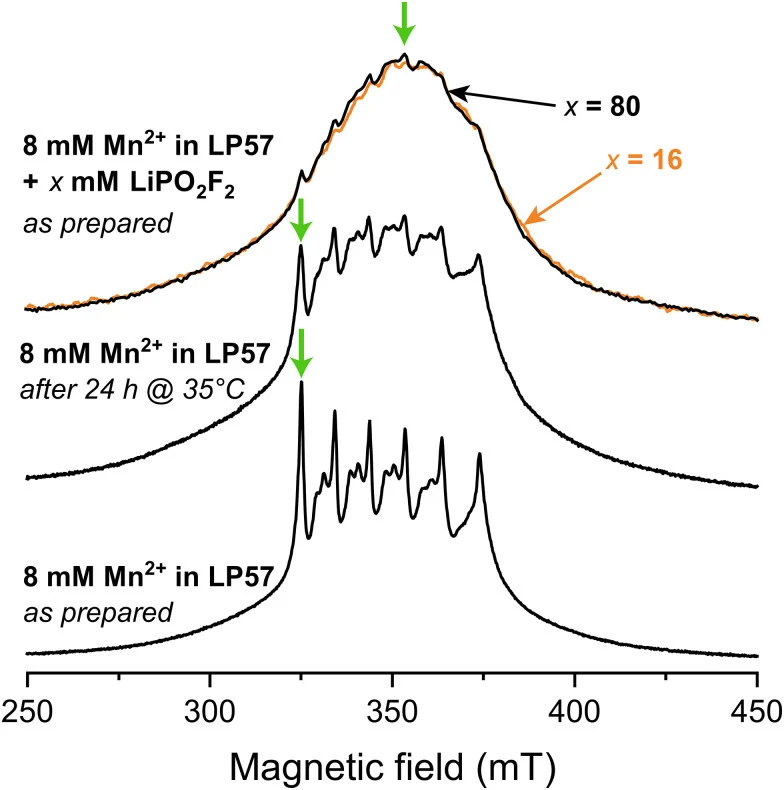 x = 80
8 mM Mn²⁺ in LP57
+ x mM LiPO₂F₂
as prepared
x = 16
8 mM Mn²⁺ in LP57
after 24 h @ 35°C
8 mM Mn²⁺ in LP57
as prepared
250 300 350 400 450
Magnetic field (mT)